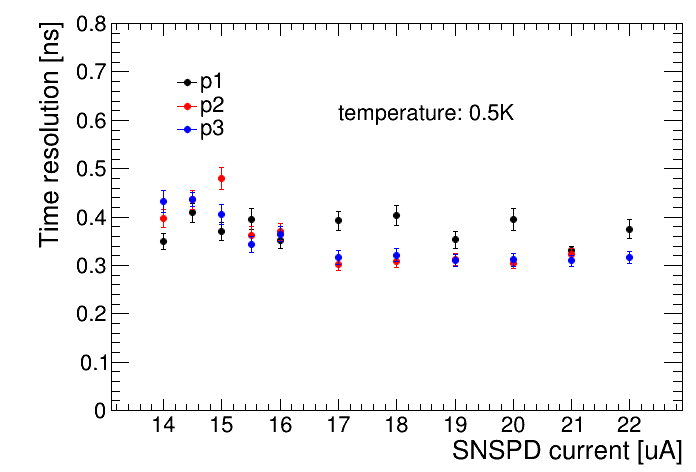 Time resolution [ns]
0.8
0.7
0.6
0.5
0.4
0.3
0.2
0.1
0
p1
p2
p3
temperature: 0.5K
14 15 16 17 18 19 20 21 22
SNSPD current [uA]